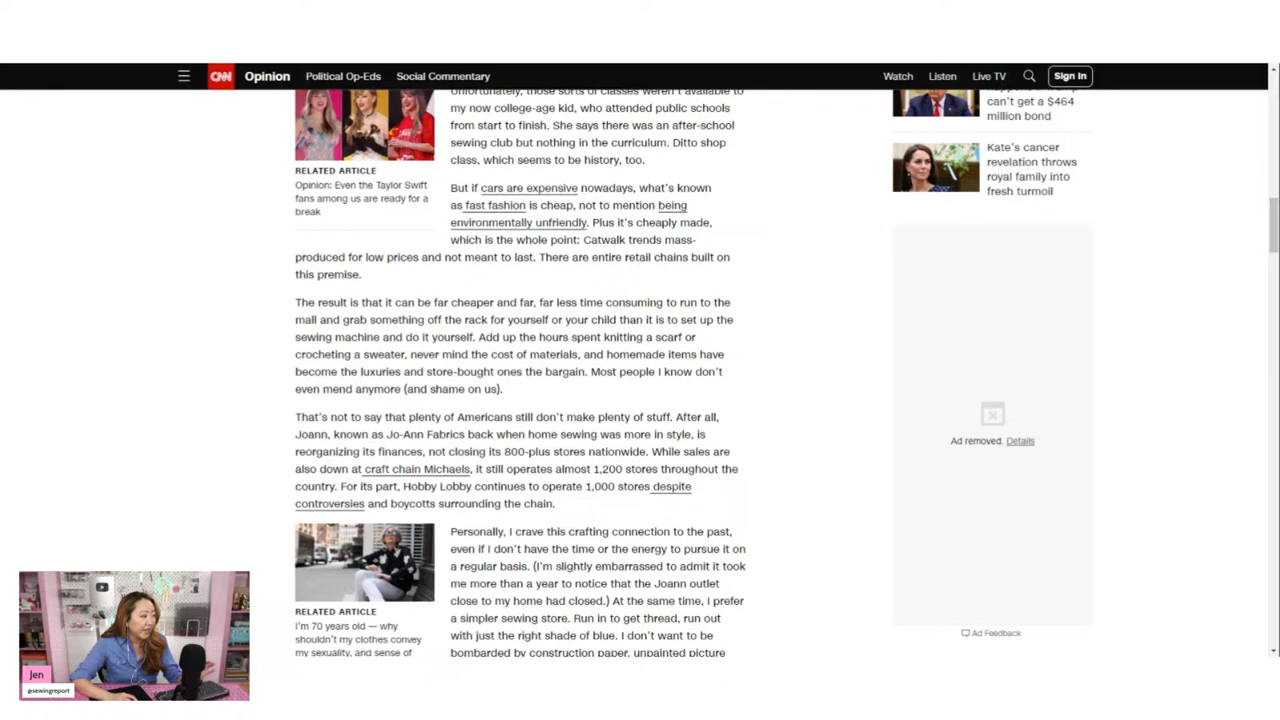 CNN Opinion Political Op-Eds Social Commentary Watch Listen Live TV Sign In
Unfortunately, those sorts of classes weren't available to
my now college-age kid, who attended public schools
from start to finish. She says there was an after-school
sewing club but nothing in the curriculum. Ditto shop
class, which seems to be history, too.
RELATED ARTICLE
Opinion: Even the Taylor Swift
fans among us are ready for a
break
But if cars are expensive nowadays, what's known
as fast fashion is cheap, not to mention being
environmentally unfriendly. Plus it's cheaply made,
which is the whole point: Catwalk trends mass-
produced for low prices and not meant to last. There are entire retail chains built on
this premise.
The result is that it can be far cheaper and far, far less time consuming to run to the
mall and grab something off the rack for yourself or your child than it is to set up the
sewing machine and do it yourself. Add up the hours spent knitting a scarf or
crocheting a sweater, never mind the cost of materials, and homemade items have
become the luxuries and store-bought ones the bargain. Most people I know don't
even mend anymore (and shame on us).
That's not to say that plenty of Americans still don't make plenty of stuff. After all,
Joann, known as Jo-Ann Fabrics back when home sewing was more in style, is
reorganizing its finances, not closing its 800-plus stores nationwide. While sales are
also down at craft chain Michaels, it still operates almost 1,200 stores throughout the
country. For its part, Hobby Lobby continues to operate 1,000 stores despite
controversies and boycotts surrounding the chain.
RELATED ARTICLE
I'm 70 years old — why
shouldn't my clothes convey
my sexuality, and sense of
Personally, I crave this crafting connection to the past,
even if I don't have the time or the energy to pursue it on
a regular basis. (I'm slightly embarrassed to admit it took
me more than a year to notice that the Joann outlet
close to my home had closed.) At the same time, I prefer
a simpler sewing store. Run in to get thread, run out
with just the right shade of blue. I don't want to be
bombarded by construction paper, unpainted picture
can't get a $464
million bond
Kate's cancer
revelation throws
royal family into
fresh turmoil
Ad removed. Details
Ad Feedback
Jen
@sewingreport